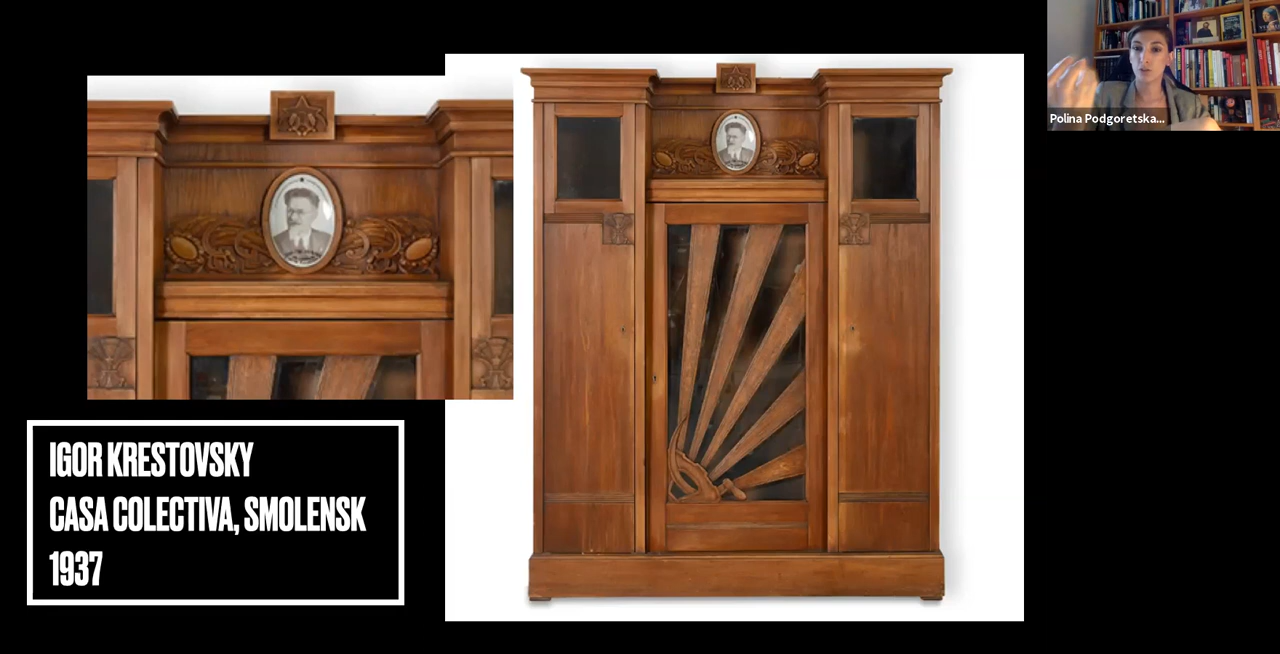 Polina Podgoretska...
IGOR KRESTOVSKY
CASA COLECTIVA, SMOLENSK
1937